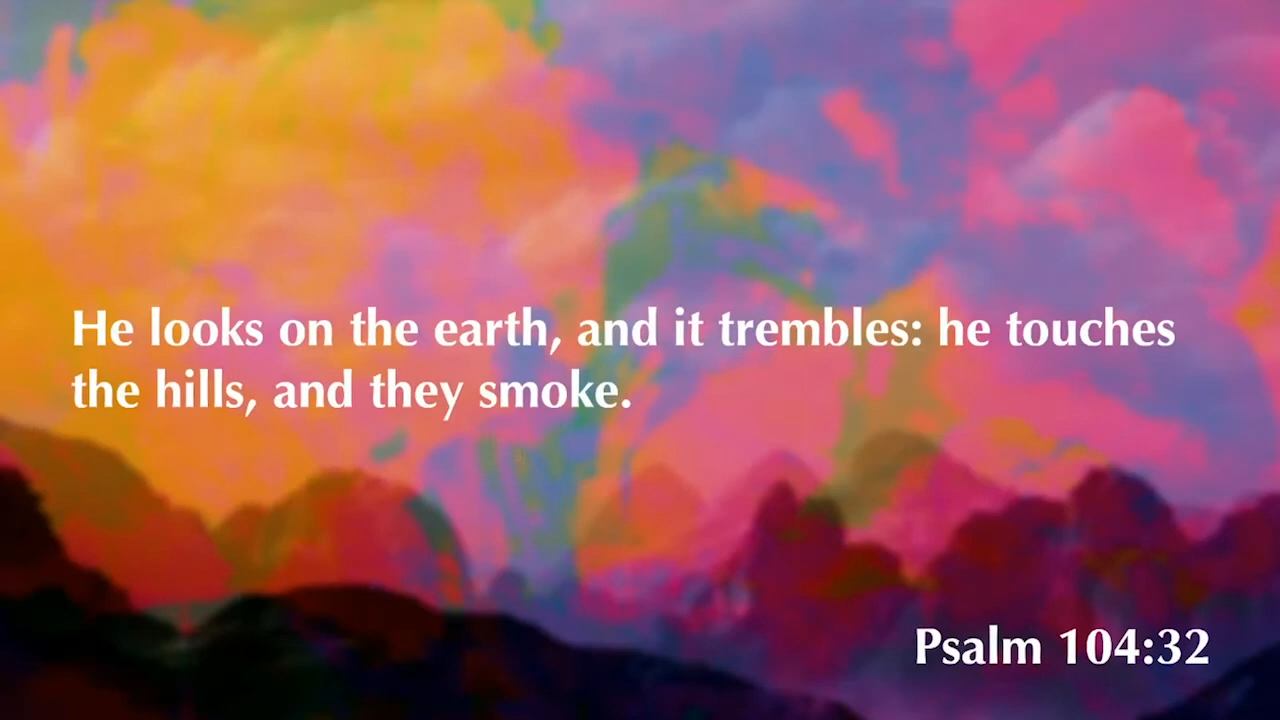 He looks on the earth, and it trembles: he touches
the hills, and they smoke.
Psalm 104:32